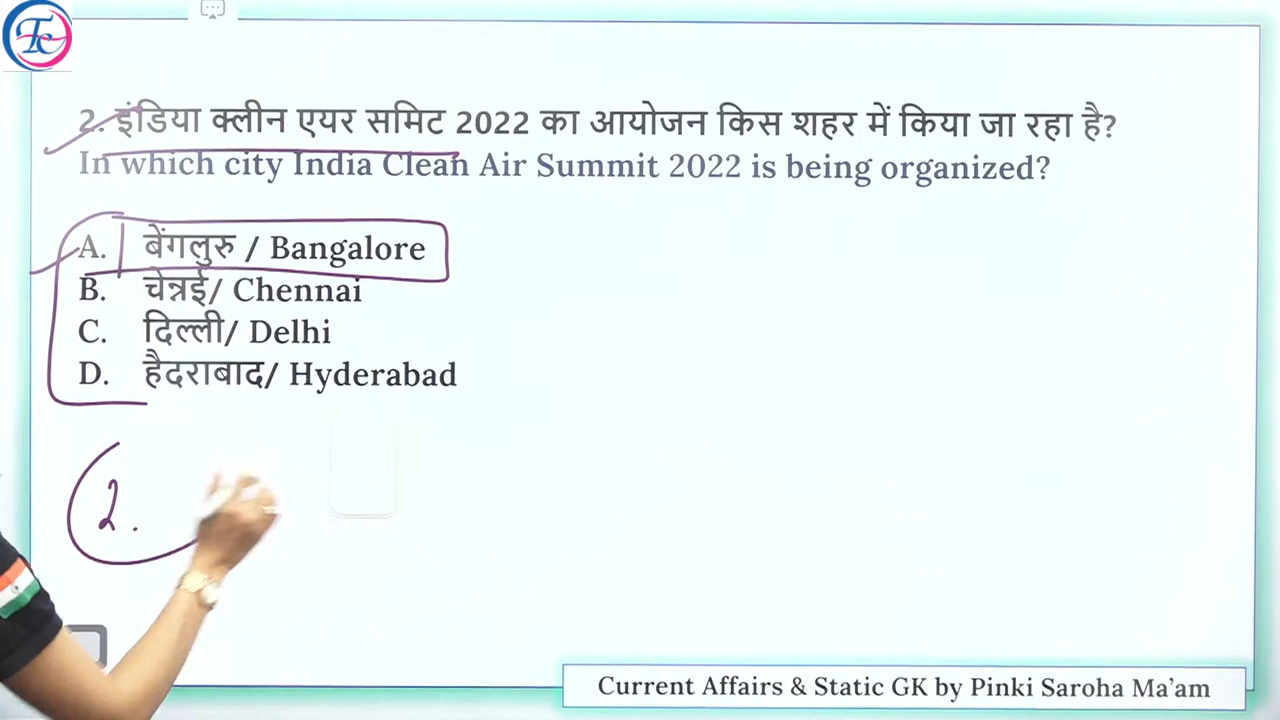 Tc
2. इंडिया क्लीन एयर समिट 2022 का आयोजन किस शहर में किया जा रहा है?
In which city India Clean Air Summit 2022 is being organized?
A. बेंगलुरु / Bangalore
B. चेन्नई/ Chennai
C. दिल्ली/ Delhi
D. हैदराबाद/ Hyderabad
2.
Current Affairs & Static GK by Pinki Saroha Ma’am